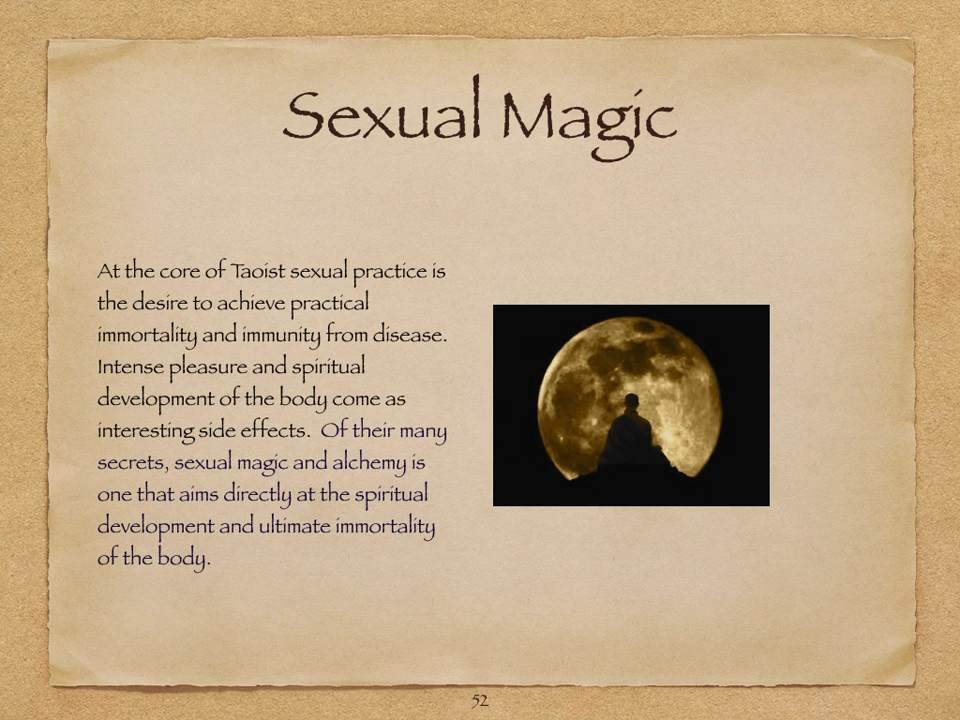 Sexual Magic
At the core of Taoist sexual practice is
the desire to achieve practical
immortality and immunity from disease.
Intense pleasure and spiritual
development of the body come as
interesting side effects. Of their many
secrets, sexual magic and alchemy is
one that aims directly at the spiritual
development and ultimate immortality
of the body.
52